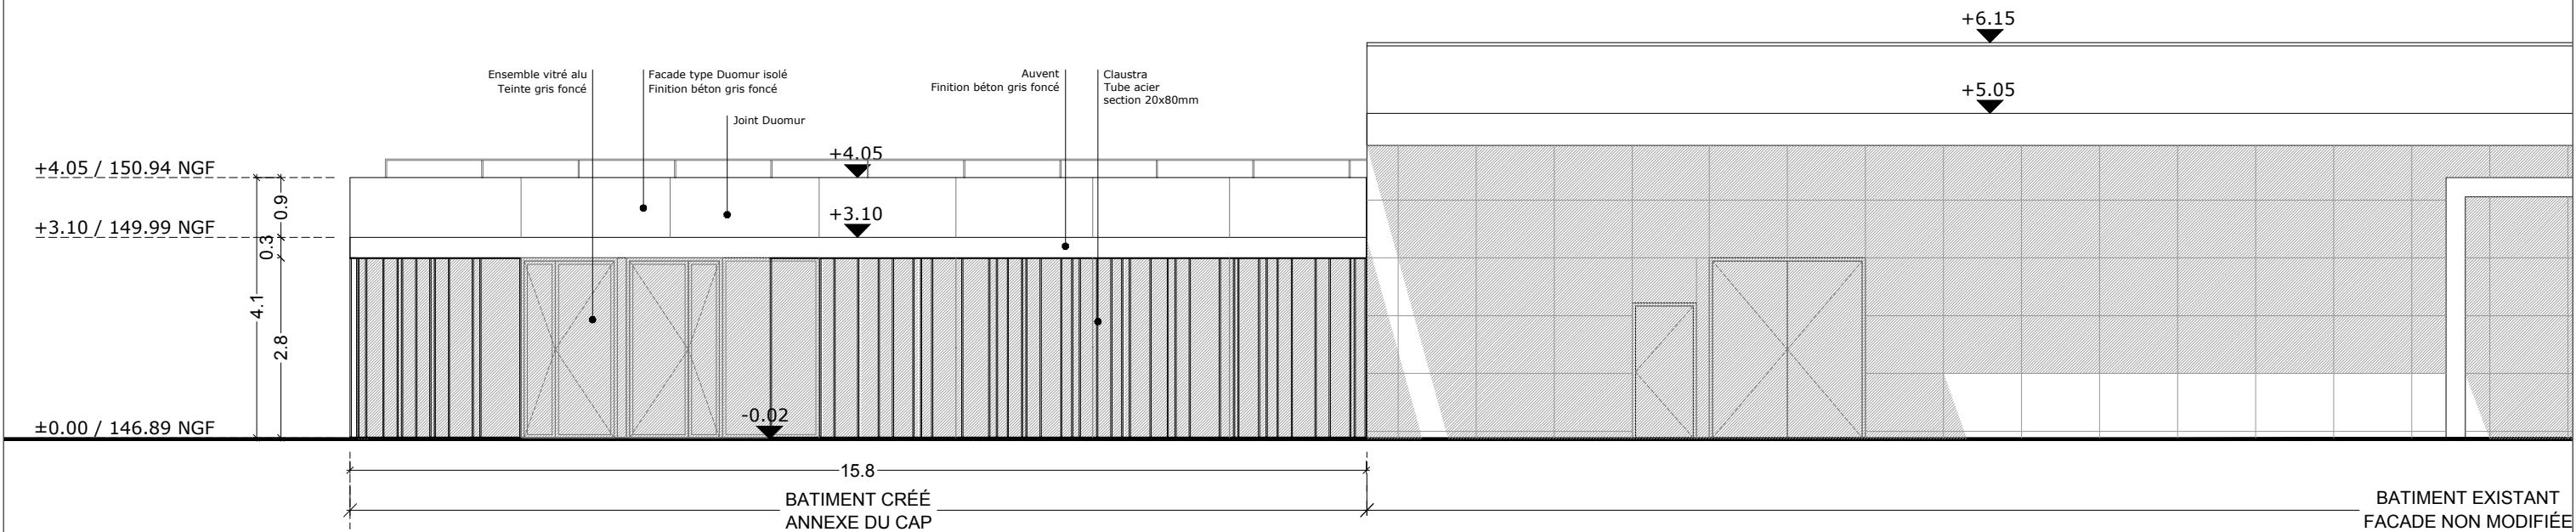 +6.15
Ensemble vitré alu
Teinte gris foncé
Facade type Duomur isolé
Finition béton gris foncé
Joint Duomur
Auvent
Finition béton gris foncé
Claustra
Tube acier
section 20x80mm
+5.05
+4.05 / 150.94 NGF
+4.05
0.9
+3.10 / 149.99 NGF
+3.10
0.3
4.1
2.8
-0.02
±0.00 / 146.89 NGF
15.8
BATIMENT CRÉÉ
ANNEXE DU CAP
BATIMENT EXISTANT
FACADE NON MODIFIÉE